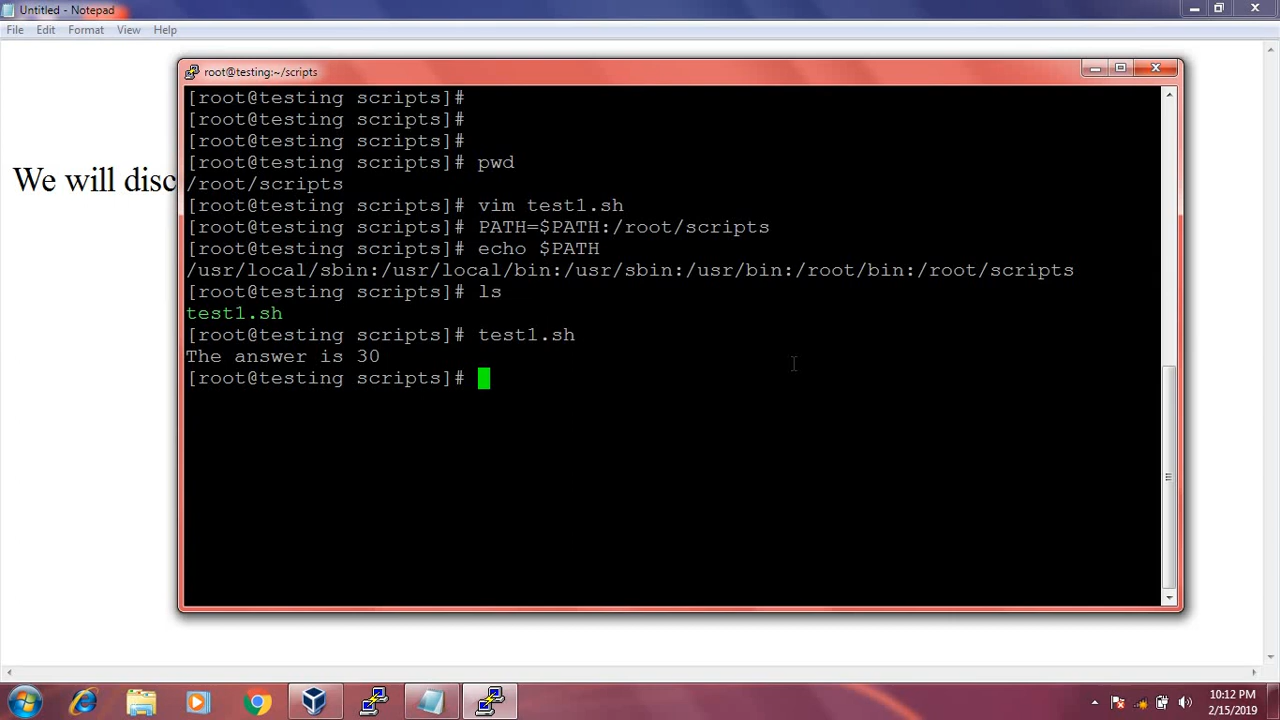 Untitled - Notepad
File Edit Format View Help
We will disc
root@testing:~/scripts
[root@testing scripts]#
[root@testing scripts]#
[root@testing scripts]#
[root@testing scripts]# pwd
/root/scripts
[root@testing scripts]# vim test1.sh
[root@testing scripts]# PATH=$PATH:/root/scripts
[root@testing scripts]# echo $PATH
/usr/local/sbin:/usr/local/bin:/usr/sbin:/usr/bin:/root/bin:/root/scripts
[root@testing scripts]# ls
test1.sh
[root@testing scripts]# test1.sh
The answer is 30
[root@testing scripts]#
10:12 PM
2/15/2019